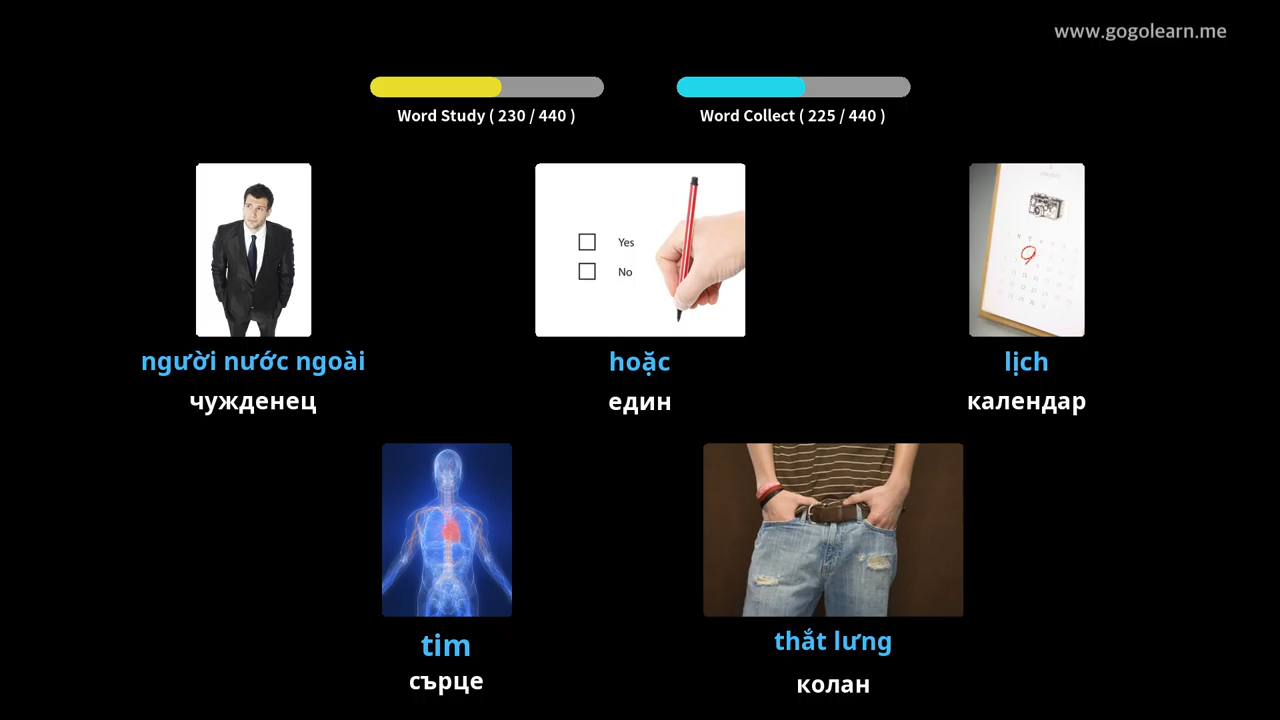 www.gogolearn.me
Word Study ( 230 / 440 )
Word Collect ( 225 / 440 )
Yes
No
người nước ngoài
hoặc
lịch
чужденец
един
календар
tim
thắt lưng
сърце
колан